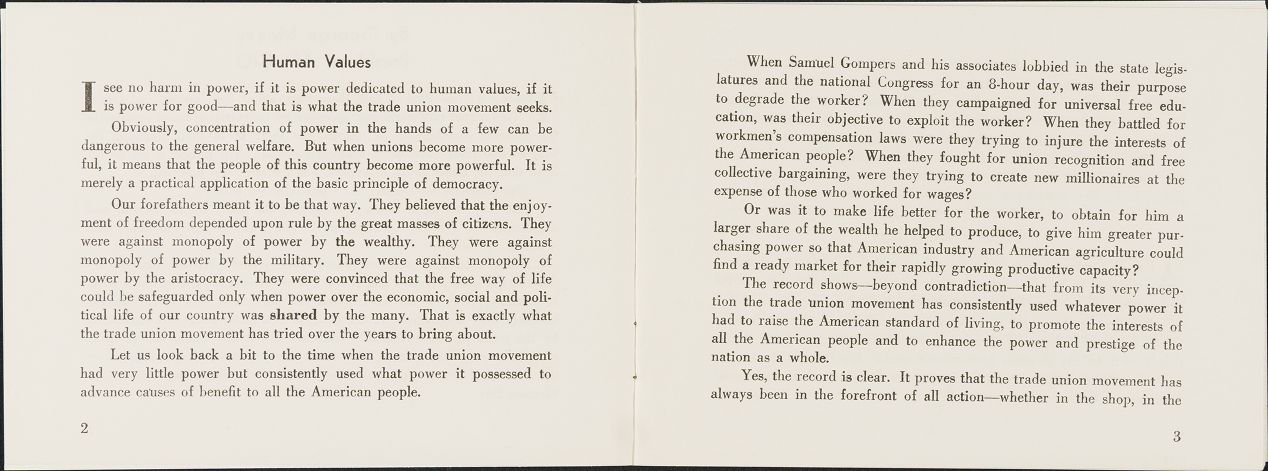 Human Values
I see no harm in power, if it is power dedicated to human values, if it
is power for good—and that is what the trade union movement seeks.
Obviously, concentration of power in the hands of a few can be
dangerous to the general welfare. But when unions become more power-
ful, it means that the people of this country become more powerful. It is
merely a practical application of the basic principle of democracy.
Our forefathers meant it to be that way. They believed that the enjoy-
ment of freedom depended upon rule by the great masses of citizens. They
were against monopoly of power by the wealthy. They were against
monopoly of power by the military. They were against monopoly of
power by the aristocracy. They were convinced that the free way of life
could be safeguarded only when power over the economic, social and poli-
tical life of our country was shared by the many. That is exactly what
the trade union movement has tried over the years to bring about.
Let us look back a bit to the time when the trade union movement
had very little power but consistently used what power it possessed to
advance causes of benefit to all the American people.
2
When Samuel Gompers and his associates lobbied in the state legis-
latures and the national Congress for an 8-hour day, was their purpose
to degrade the worker? When they campaigned for universal free edu-
cation, was their objective to exploit the worker? When they battled for
workmen's compensation laws were they trying to injure the interests of
the American people? When they fought for union recognition and free
collective bargaining, were they trying to create new millionaires at the
expense of those who worked for wages?
Or was it to make life better for the worker, to obtain for him a
larger share of the wealth he helped to produce, to give him greater pur-
chasing power so that American industry and American agriculture could
find a ready market for their rapidly growing productive capacity?
The record shows—beyond contradiction—that from its very incep-
tion the trade union movement has consistently used whatever power it
had to raise the American standard of living, to promote the interests of
all the American people and to enhance the power and prestige of the
nation as a whole.
Yes, the record is clear. It proves that the trade union movement has
always been in the forefront of all action—whether in the shop, in the
3